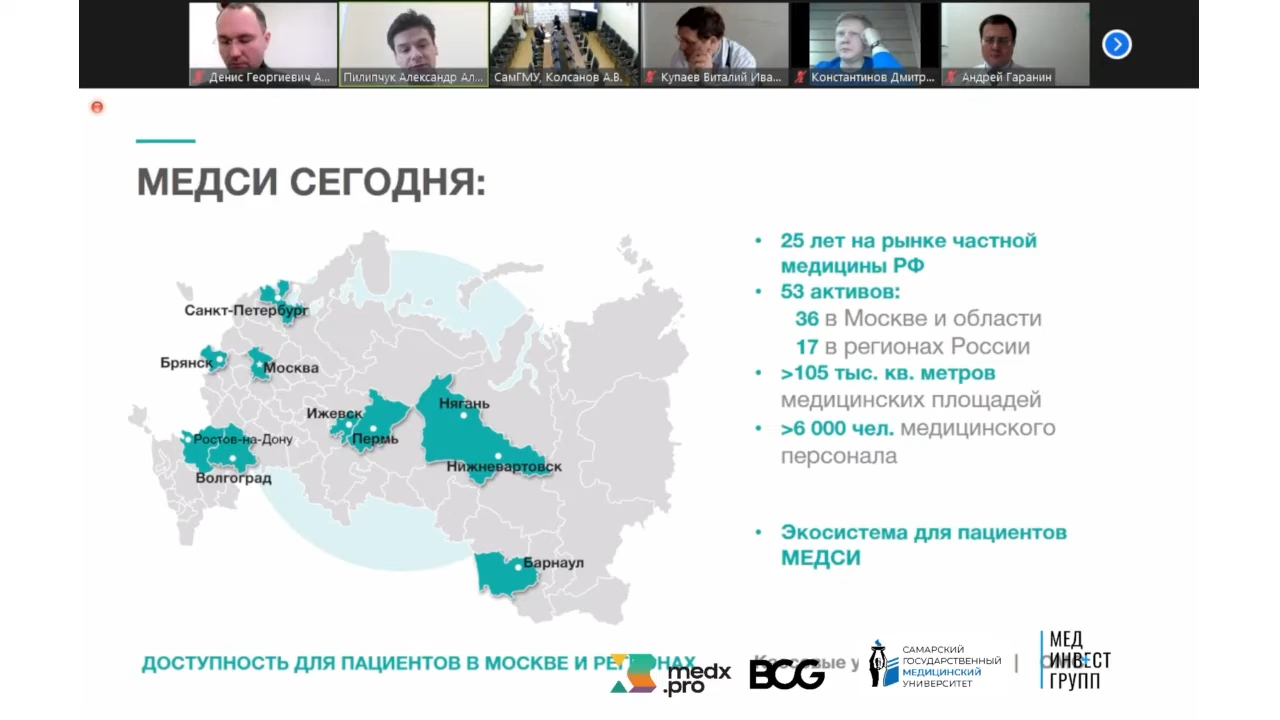 Денис Георгиевич А...
Пилипчук Александр Ал...
СамГМУ, Колсанов А.В.
Купаев Виталий Ива...
Константинов Дмитр...
Андрей Гаранин
МЕДСИ СЕГОДНЯ:
Санкт-Петербург
Брянск
Москва
Ижевск
Пермь
Нягань
Нижневартовск
Ростов-на-Дону
Волгоград
Барнаул
• 25 лет на рынке частной
медицины РФ
• 53 активов:
36 в Москве и области
17 в регионах России
• >105 тыс. кв. метров
медицинских площадей
• >6 000 чел. медицинского
персонала
• Экосистема для пациентов
МЕДСИ
ДОСТУПНОСТЬ ДЛЯ ПАЦИЕНТОВ В МОСКВЕ И
medx
.pro
BCG
САМАРСКИЙ
ГОСУДАРСТВЕННЫЙ
МЕДИЦИНСКИЙ
УНИВЕРСИТЕТ
МЕД
ИНВЕСТ
ГРУПП